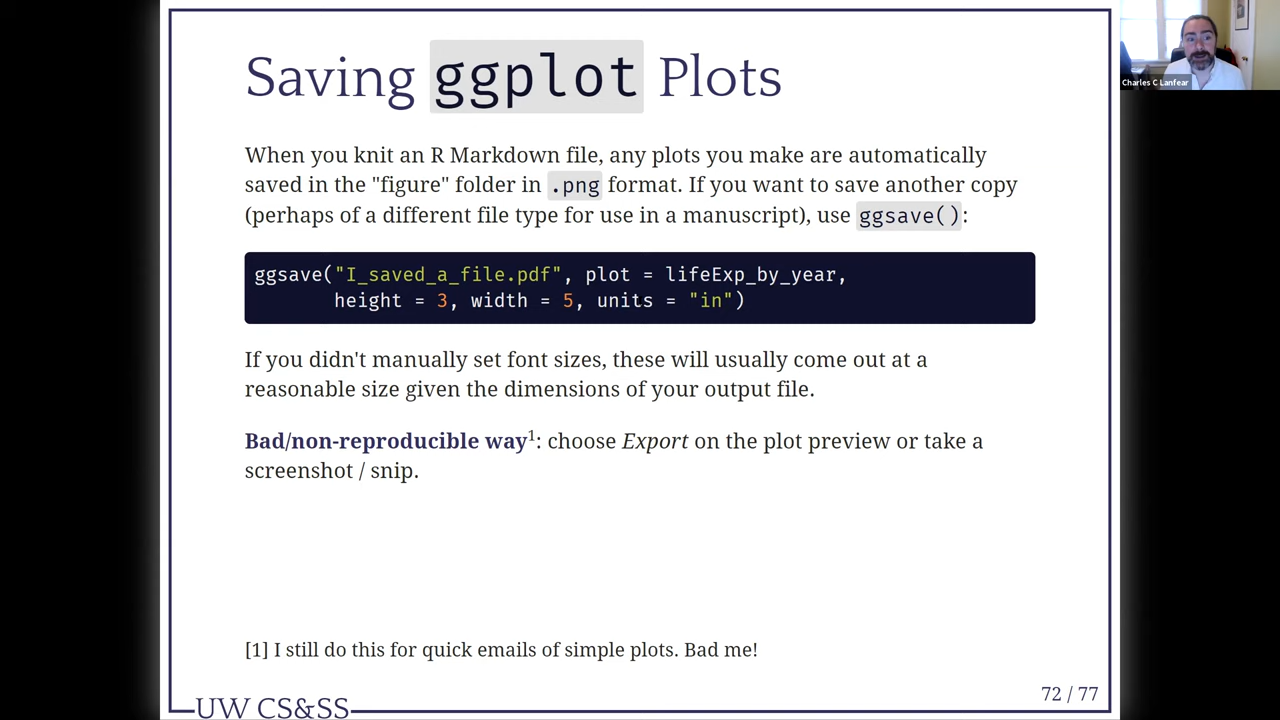 Saving ggplot Plots
Charles C Lanfear
When you knit an R Markdown file, any plots you make are automatically
saved in the "figure" folder in .png format. If you want to save another copy
(perhaps of a different file type for use in a manuscript), use ggsave():
ggsave("I_saved_a_file.pdf", plot = lifeExp_by_year,
height = 3, width = 5, units = "in")
If you didn't manually set font sizes, these will usually come out at a
reasonable size given the dimensions of your output file.
Bad/non-reproducible way1: choose Export on the plot preview or take a
screenshot / snip.
[1] I still do this for quick emails of simple plots. Bad me!
72 / 77
UW CS&SS